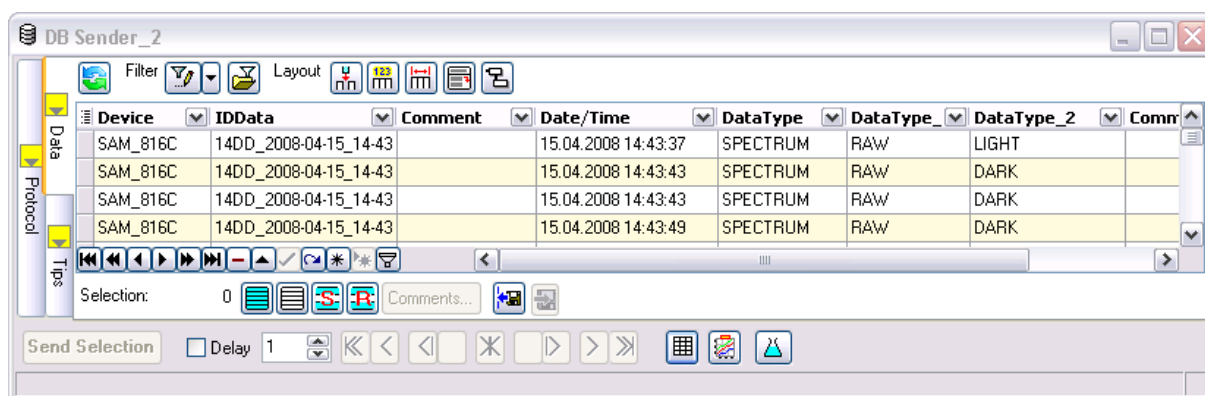 DB Sender_2
Filter Layout 123
Device IDData Comment Date/Time DataType DataType_ DataType_2 Comm
SAM_816C 14DD_2008-04-15_14-43 15.04.2008 14:43:37 SPECTRUM RAW LIGHT
SAM_816C 14DD_2008-04-15_14-43 15.04.2008 14:43:43 SPECTRUM RAW DARK
SAM_816C 14DD_2008-04-15_14-43 15.04.2008 14:43:43 SPECTRUM RAW DARK
SAM_816C 14DD_2008-04-15_14-43 15.04.2008 14:43:49 SPECTRUM RAW DARK
Data
Protocol
Tips
Selection: 0 S R Comments...
Send Selection Delay 1